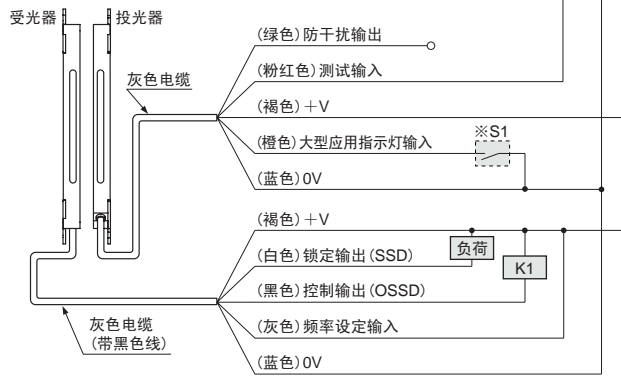 受光器
投光器
灰色电缆
(绿色)防干扰输出
(粉红色)测试输入
(褐色)＋V
(橙色)大型应用指示灯输入
※S1
(蓝色)0V
(褐色)＋V
(白色)锁定输出(SSD)
负荷
K1
(黑色)控制输出(OSSD)
(灰色)频率设定输入
(蓝色)0V
灰色电缆
(带黑色线)